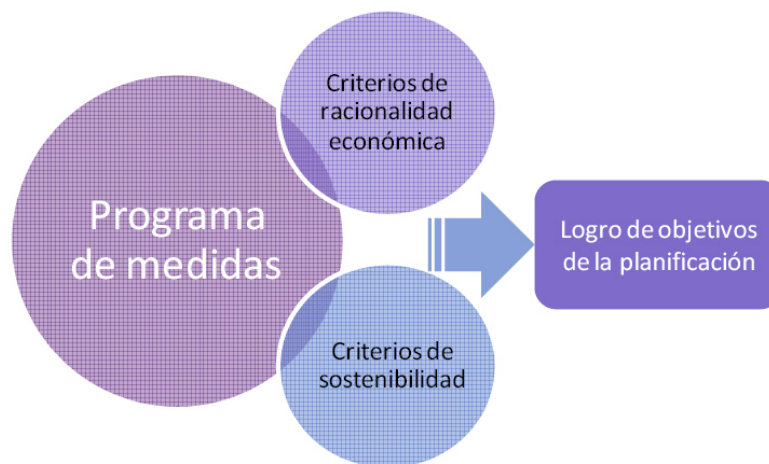 Programa
de medidas
Criterios de
racionalidad
económica
Criterios de
sostenibilidad
Logro de objetivos
de la planificación